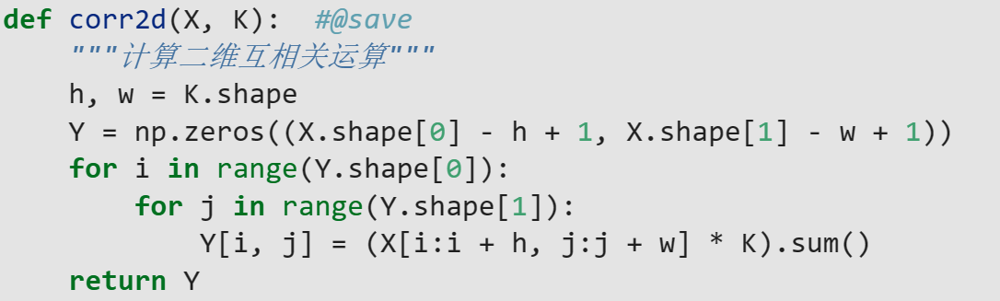 def corr2d(X, K):  #@save
    """计算二维互相关运算"""
    h, w = K.shape
    Y = np.zeros((X.shape[0] - h + 1, X.shape[1] - w + 1))
    for i in range(Y.shape[0]):
        for j in range(Y.shape[1]):
            Y[i, j] = (X[i:i + h, j:j + w] * K).sum()
    return Y